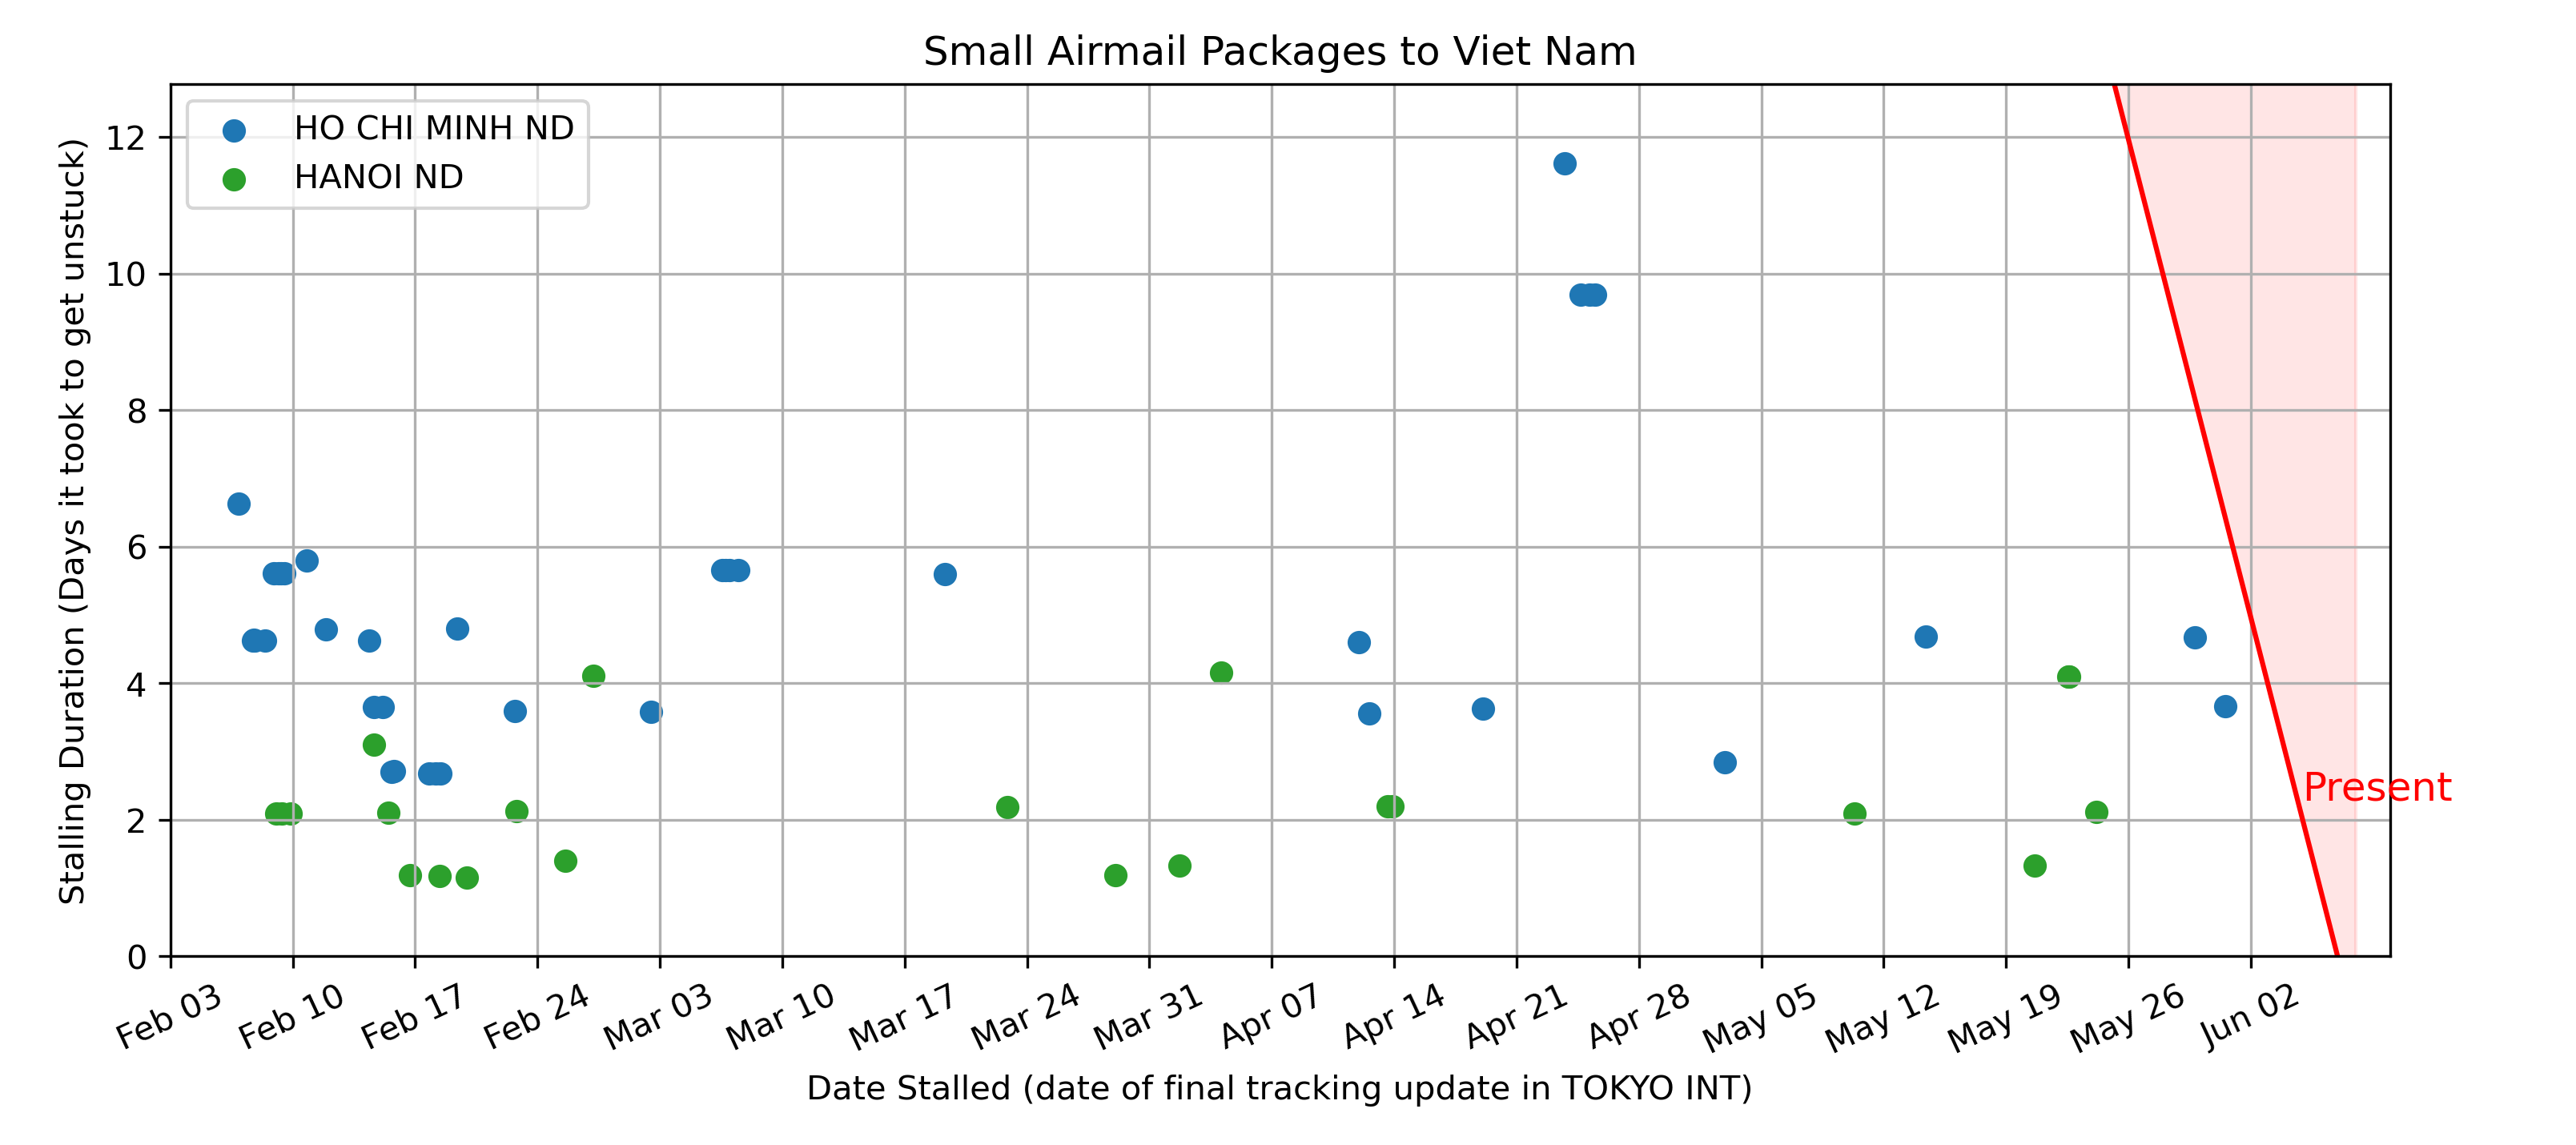 Small Airmail Packages to Viet Nam
HO CHI MINH ND
HANOI ND
Stalling Duration (Days it took to get unstuck)
12
10
8
6
4
2
0
Present
Feb 03
Feb 10
Feb 17
Feb 24
Mar 03
Mar 10
Mar 17
Mar 24
Mar 31
Apr 07
Apr 14
Apr 21
Apr 28
May 05
May 12
May 19
May 26
Jun 02
Date Stalled (date of final tracking update in TOKYO INT)